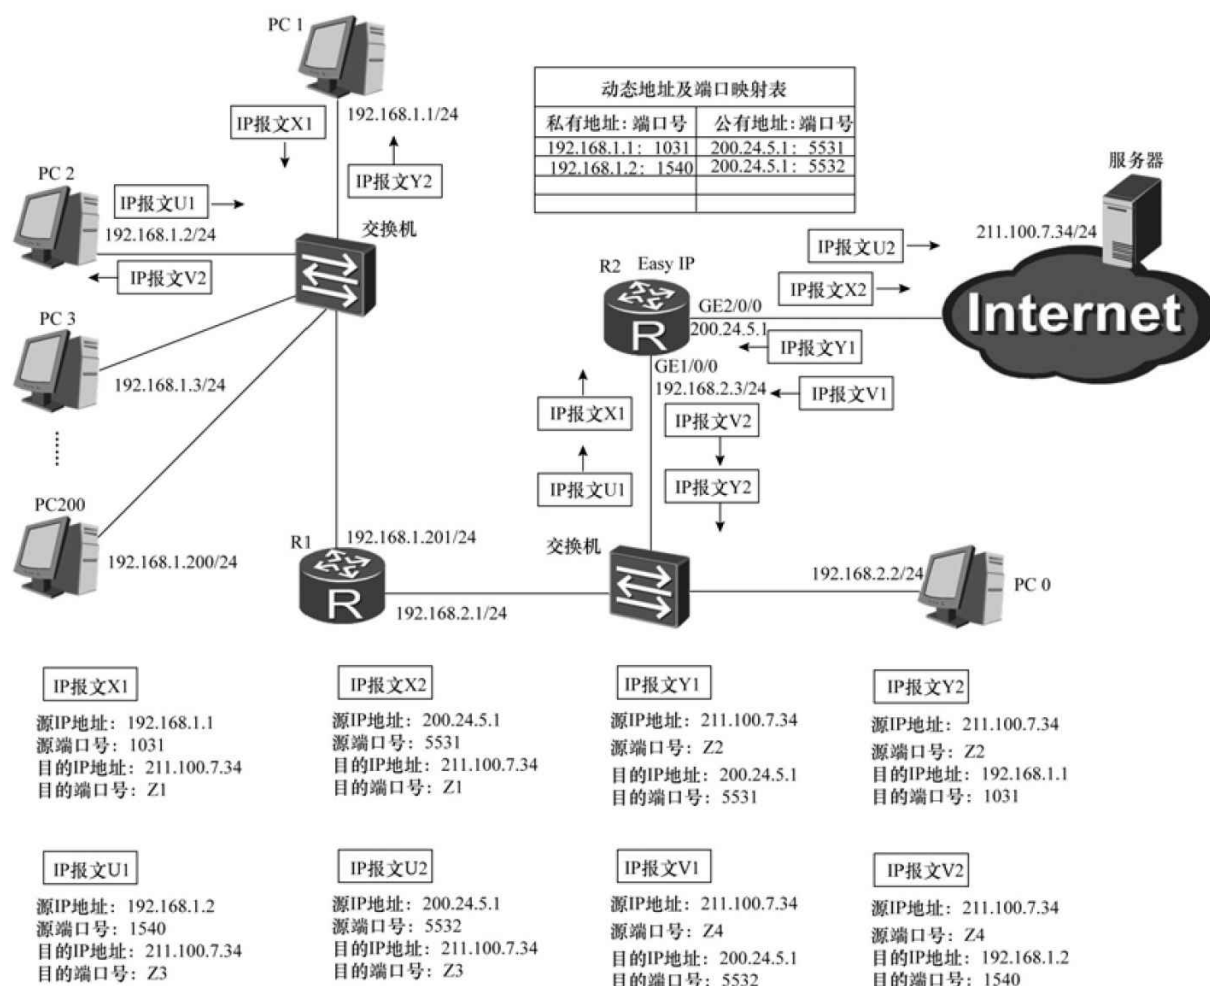 PC 1
192.168.1.1/24
IP报文X1
IP报文Y2
动态地址及端口映射表
私有地址：端口号 公有地址：端口号
192.168.1.1： 1031 200.24.5.1： 5531
192.168.1.2： 1540 200.24.5.1： 5532
服务器
211.100.7.34/24
PC 2
IP报文U1
192.168.1.2/24
IP报文V2
交换机
IP报文U2
IP报文X2
R2 Easy IP
GE2/0/0
200.24.5.1
Internet
R
IP报文Y1
GE1/0/0
192.168.2.3/24
IP报文V1
PC 3
192.168.1.3/24
IP报文X1
IP报文V2
IP报文U1
IP报文Y2
PC200
192.168.1.200/24
R1
192.168.1.201/24
R
192.168.2.1/24
交换机
192.168.2.2/24
PC 0
IP报文X1
源IP地址：192.168.1.1
源端口号：1031
目的IP地址：211.100.7.34
目的端口号：Z1
IP报文X2
源IP地址：200.24.5.1
源端口号：5531
目的IP地址：211.100.7.34
目的端口号：Z1
IP报文Y1
源IP地址：211.100.7.34
源端口号：Z2
目的IP地址：200.24.5.1
目的端口号：5531
IP报文Y2
源IP地址：211.100.7.34
源端口号：Z2
目的IP地址：192.168.1.1
目的端口号：1031
IP报文U1
源IP地址：192.168.1.2
源端口号：1540
目的IP地址：211.100.7.34
目的端口号：Z3
IP报文U2
源IP地址：200.24.5.1
源端口号：5532
目的IP地址：211.100.7.34
目的端口号：Z3
IP报文V1
源IP地址：211.100.7.34
源端口号：Z4
目的IP地址：200.24.5.1
目的端口号：5532
IP报文V2
源IP地址：211.100.7.34
源端口号：Z4
目的IP地址：192.168.1.2
目的端口号：1540